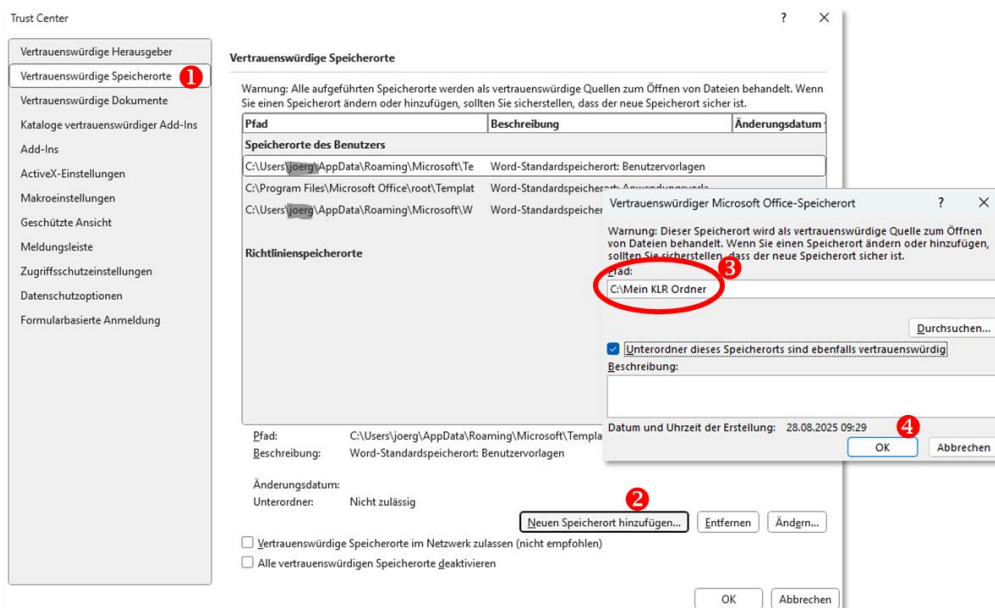 Trust Center
? ×
Vertrauenswürdige Herausgeber
Vertrauenswürdige Speicherorte 1
Vertrauenswürdige Dokumente
Kataloge vertrauenswürdiger Add-Ins
Add-Ins
ActiveX-Einstellungen
Makroeinstellungen
Geschützte Ansicht
Meldungsleiste
Zugriffsschutzeinstellungen
Datenschutzoptionen
Formularbasierte Anmeldung
Vertrauenswürdige Speicherorte
Warnung: Alle aufgeführten Speicherorte werden als vertrauenswürdige Quellen zum Öffnen von Dateien behandelt. Wenn
Sie einen Speicherort ändern oder hinzufügen, sollten Sie sicherstellen, dass der neue Speicherort sicher ist.
Pfad Beschreibung Änderungsdatum
Speicherorte des Benutzers
C:\Users\joerg\AppData\Roaming\Microsoft\Te Word-Standardspeicherort: Benutzervorlagen
C:\Program Files\Microsoft Office\root\Templat Word-Standardspeicherort: Anwendungsvorla
C:\Users\joerg\AppData\Roaming\Microsoft\W Word-Standardspeicher
Richtlinienspeicherorte
Pfad: C:\Users\joerg\AppData\Roaming\Microsoft\Templa
Beschreibung: Word-Standardspeicherort: Benutzervorlagen
Änderungsdatum:
Unterordner: Nicht zulässig
2
Neuen Speicherort hinzufügen... Entfernen Ändern...
Vertrauenswürdige Speicherorte im Netzwerk zulassen (nicht empfohlen)
Alle vertrauenswürdigen Speicherorte deaktivieren
OK Abbrechen
Vertrauenswürdiger Microsoft Office-Speicherort ? ×
Warnung: Dieser Speicherort wird als vertrauenswürdige Quelle zum Öffnen
von Dateien behandelt. Wenn Sie einen Speicherort ändern oder hinzufügen,
sollten Sie sicherstellen, dass der neue Speicherort sicher ist.
3
Pfad:
C:\Mein KLR Ordner
Durchsuchen...
Unterordner dieses Speicherorts sind ebenfalls vertrauenswürdig
Beschreibung:
Datum und Uhrzeit der Erstellung: 28.08.2025 09:29
4
OK Abbrechen